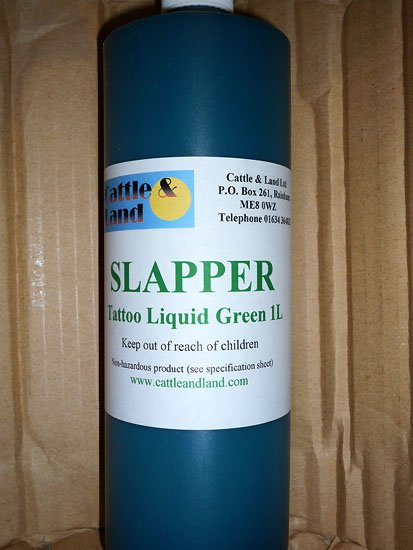 Cattle &
Land
Cattle & Land Ltd
P.O. Box 261, Rainham
ME8 0WZ
Telephone 01634
SLAPPER
Tattoo Liquid Green 1L
Keep out of reach of children
Non-hazardous product (see specification sheet)
www.cattleandland.com